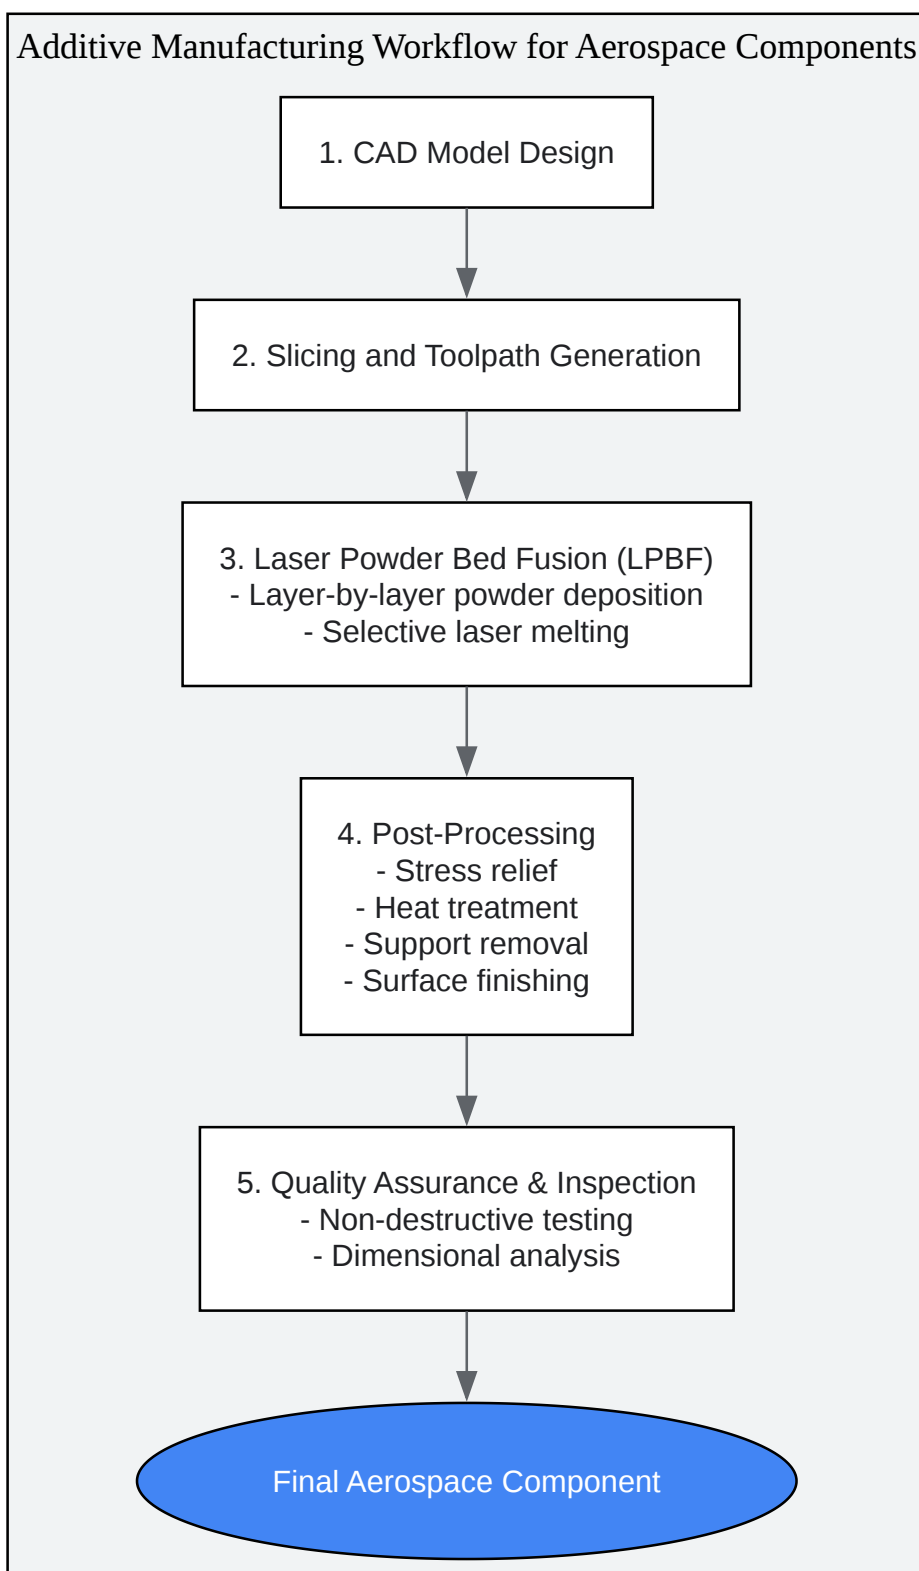 Additive Manufacturing Workflow for Aerospace Components
1. CAD Model Design
2. Slicing and Toolpath Generation
3. Laser Powder Bed Fusion (LPBF)
- Layer-by-layer powder deposition
- Selective laser melting
4. Post-Processing
- Stress relief
- Heat treatment
- Support removal
- Surface finishing
5. Quality Assurance & Inspection
- Non-destructive testing
- Dimensional analysis
Final Aerospace Component